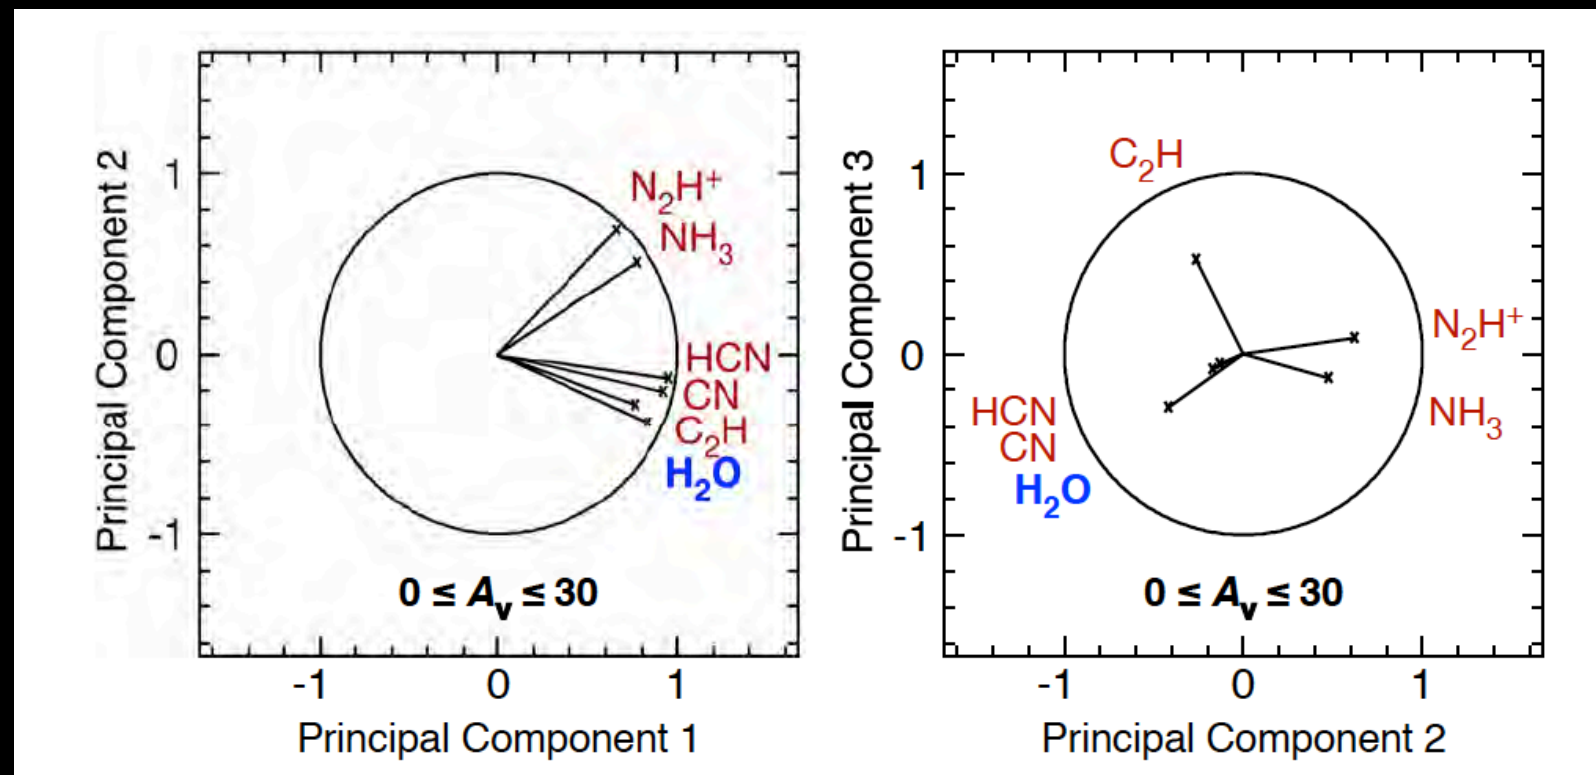 Principal Component 2
1
0
-1
N₂H⁺
NH₃
HCN
CN
C₂H
H₂O
0 ≤ Aᵥ ≤ 30
-1 0 1
Principal Component 1
Principal Component 3
1
0
-1
C₂H
N₂H⁺
NH₃
HCN
CN
H₂O
0 ≤ Aᵥ ≤ 30
-1 0 1
Principal Component 2